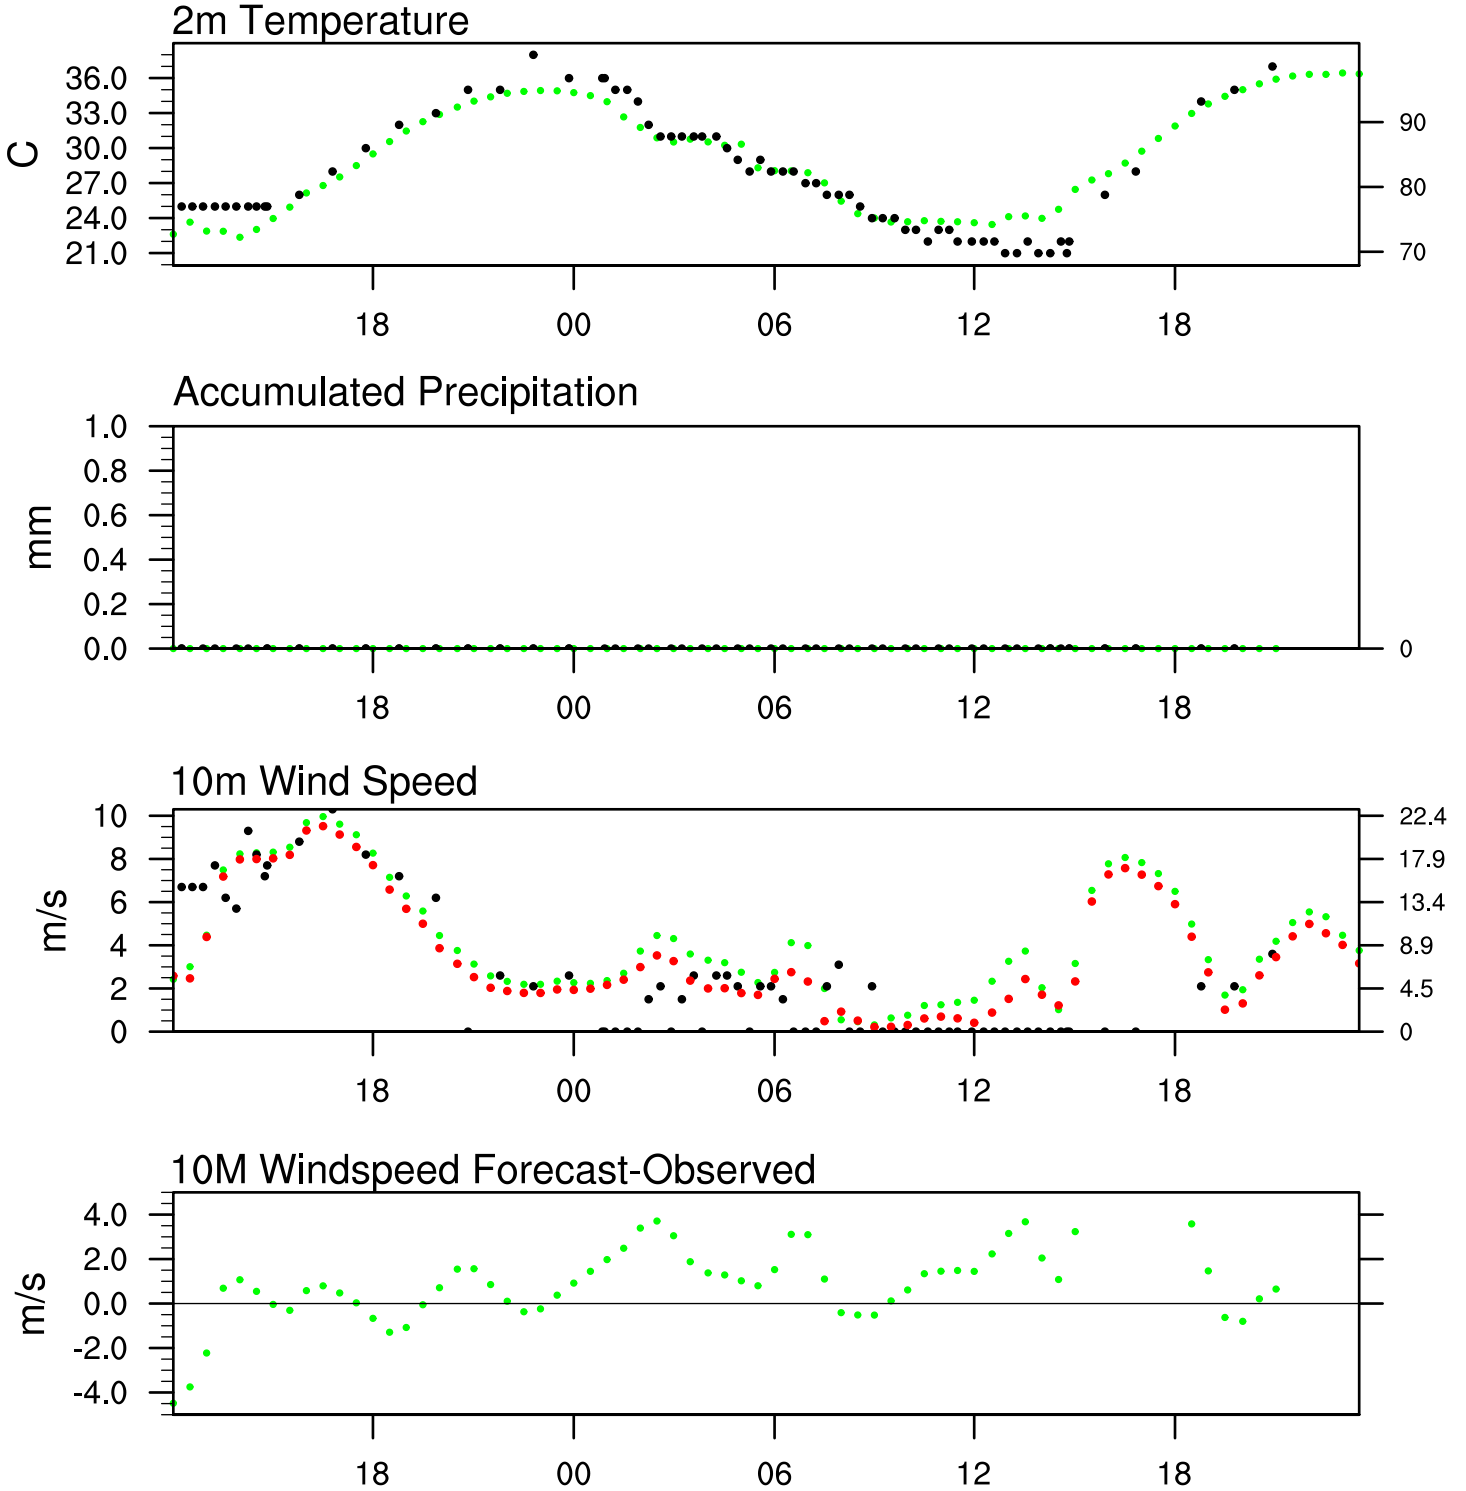 2m Temperature
36.0
33.0
90
C
30.0
27.0
80
24.0
21.0
70
18 00 06 12 18
Accumulated Precipitation
1.0
0.8
mm
0.6
0.4
0.2
0.0
0
18 00 06 12 18
10m Wind Speed
10 22.4
8 17.9
m/s
6 13.4
4 8.9
2 4.5
0 0
18 00 06 12 18
10M Windspeed Forecast-Observed
4.0
2.0
m/s
0.0
-2.0
-4.0
18 00 06 12 18